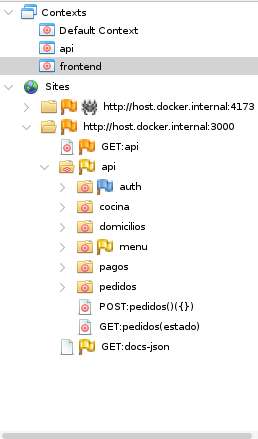 Contexts
Default Context
api
frontend
Sites
http://host.docker.internal:4173
http://host.docker.internal:3000
GET:api
api
auth
cocina
domicilios
menu
pagos
pedidos
POST:pedidos()({})
GET:pedidos(estado)
GET:docs-json